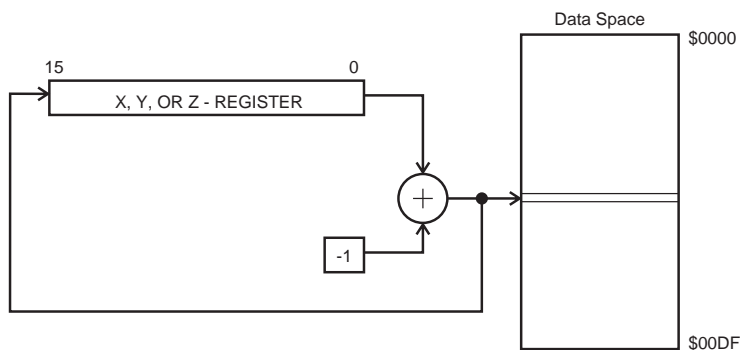 Data Space
$0000
15 0
X, Y, OR Z - REGISTER
+
-1
$00DF